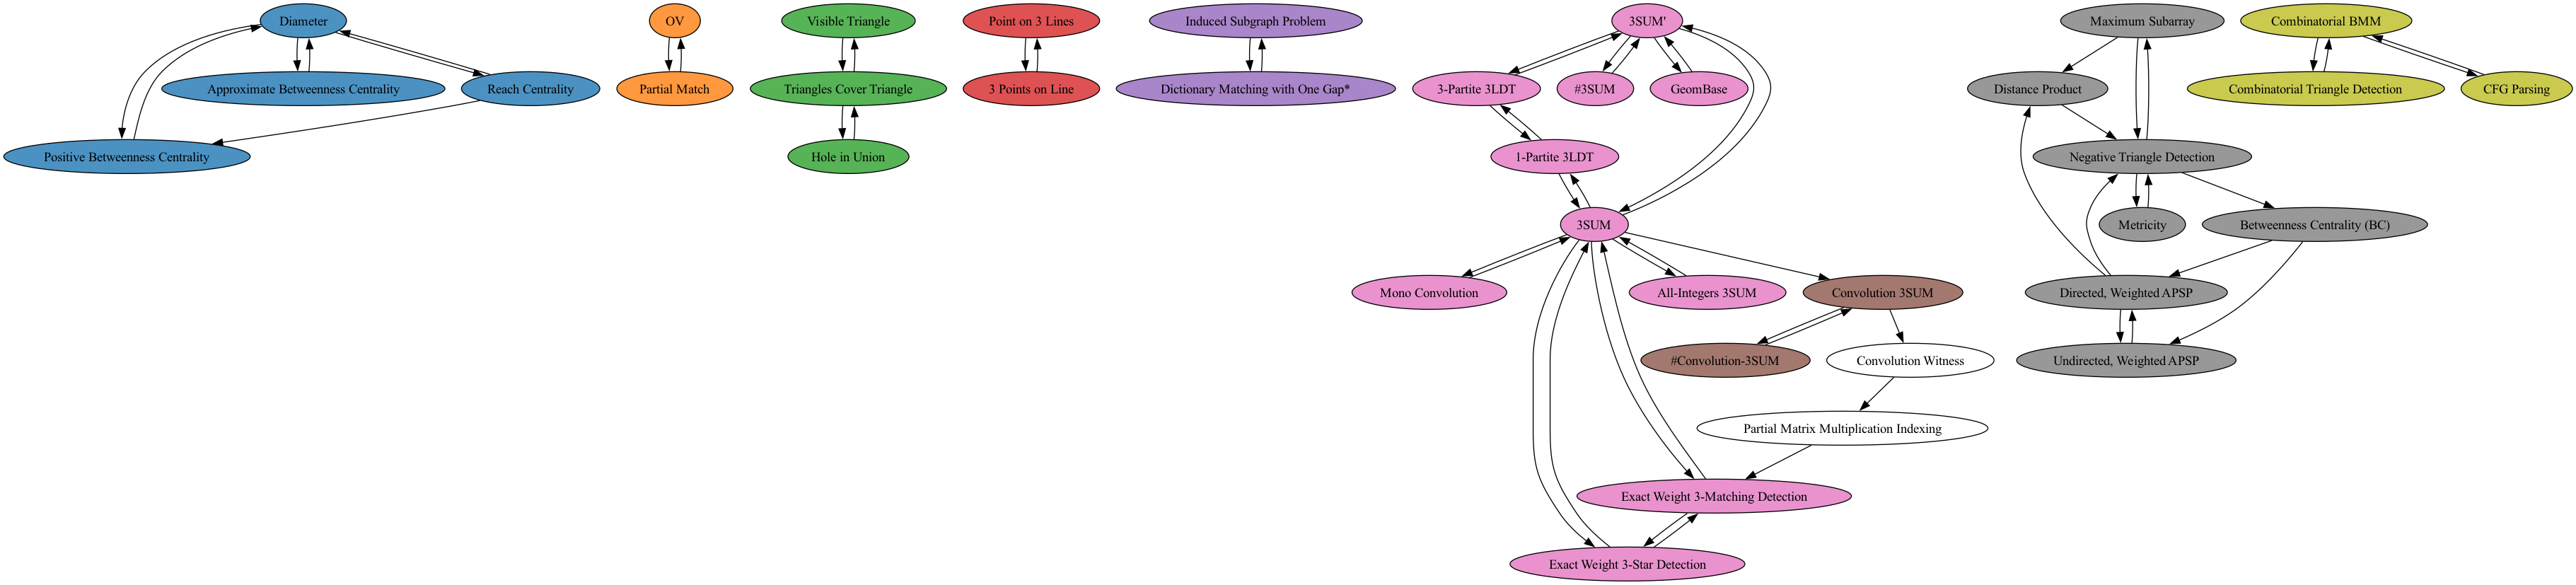 Diameter
OV
Visible Triangle
Point on 3 Lines
Induced Subgraph Problem
3SUM'
Maximum Subarray
Combinatorial BMM
Approximate Betweenness Centrality
Reach Centrality
Partial Match
Triangles Cover Triangle
3 Points on Line
Dictionary Matching with One Gap*
3-Partite 3LDT
#3SUM
GeomBase
Distance Product
Combinatorial Triangle Detection
CFG Parsing
Positive Betweenness Centrality
Hole in Union
1-Partite 3LDT
Negative Triangle Detection
3SUM
Metricity
Betweenness Centrality (BC)
Mono Convolution
All-Integers 3SUM
Convolution 3SUM
Directed, Weighted APSP
#Convolution-3SUM
Convolution Witness
Undirected, Weighted APSP
Partial Matrix Multiplication Indexing
Exact Weight 3-Matching Detection
Exact Weight 3-Star Detection